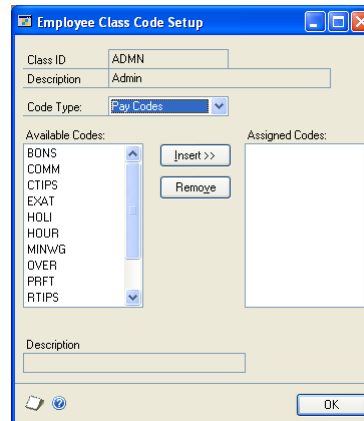 Employee Class Code Setup
Class ID ADMN
Description Admin
Code Type: Pay Codes
Available Codes: Assigned Codes:
BONS
COMM
CTIPS
EXAT
HOLI
HOUR
MINWG
OVER
PRFT
RTIPS
Insert >>
Remove
Description
OK